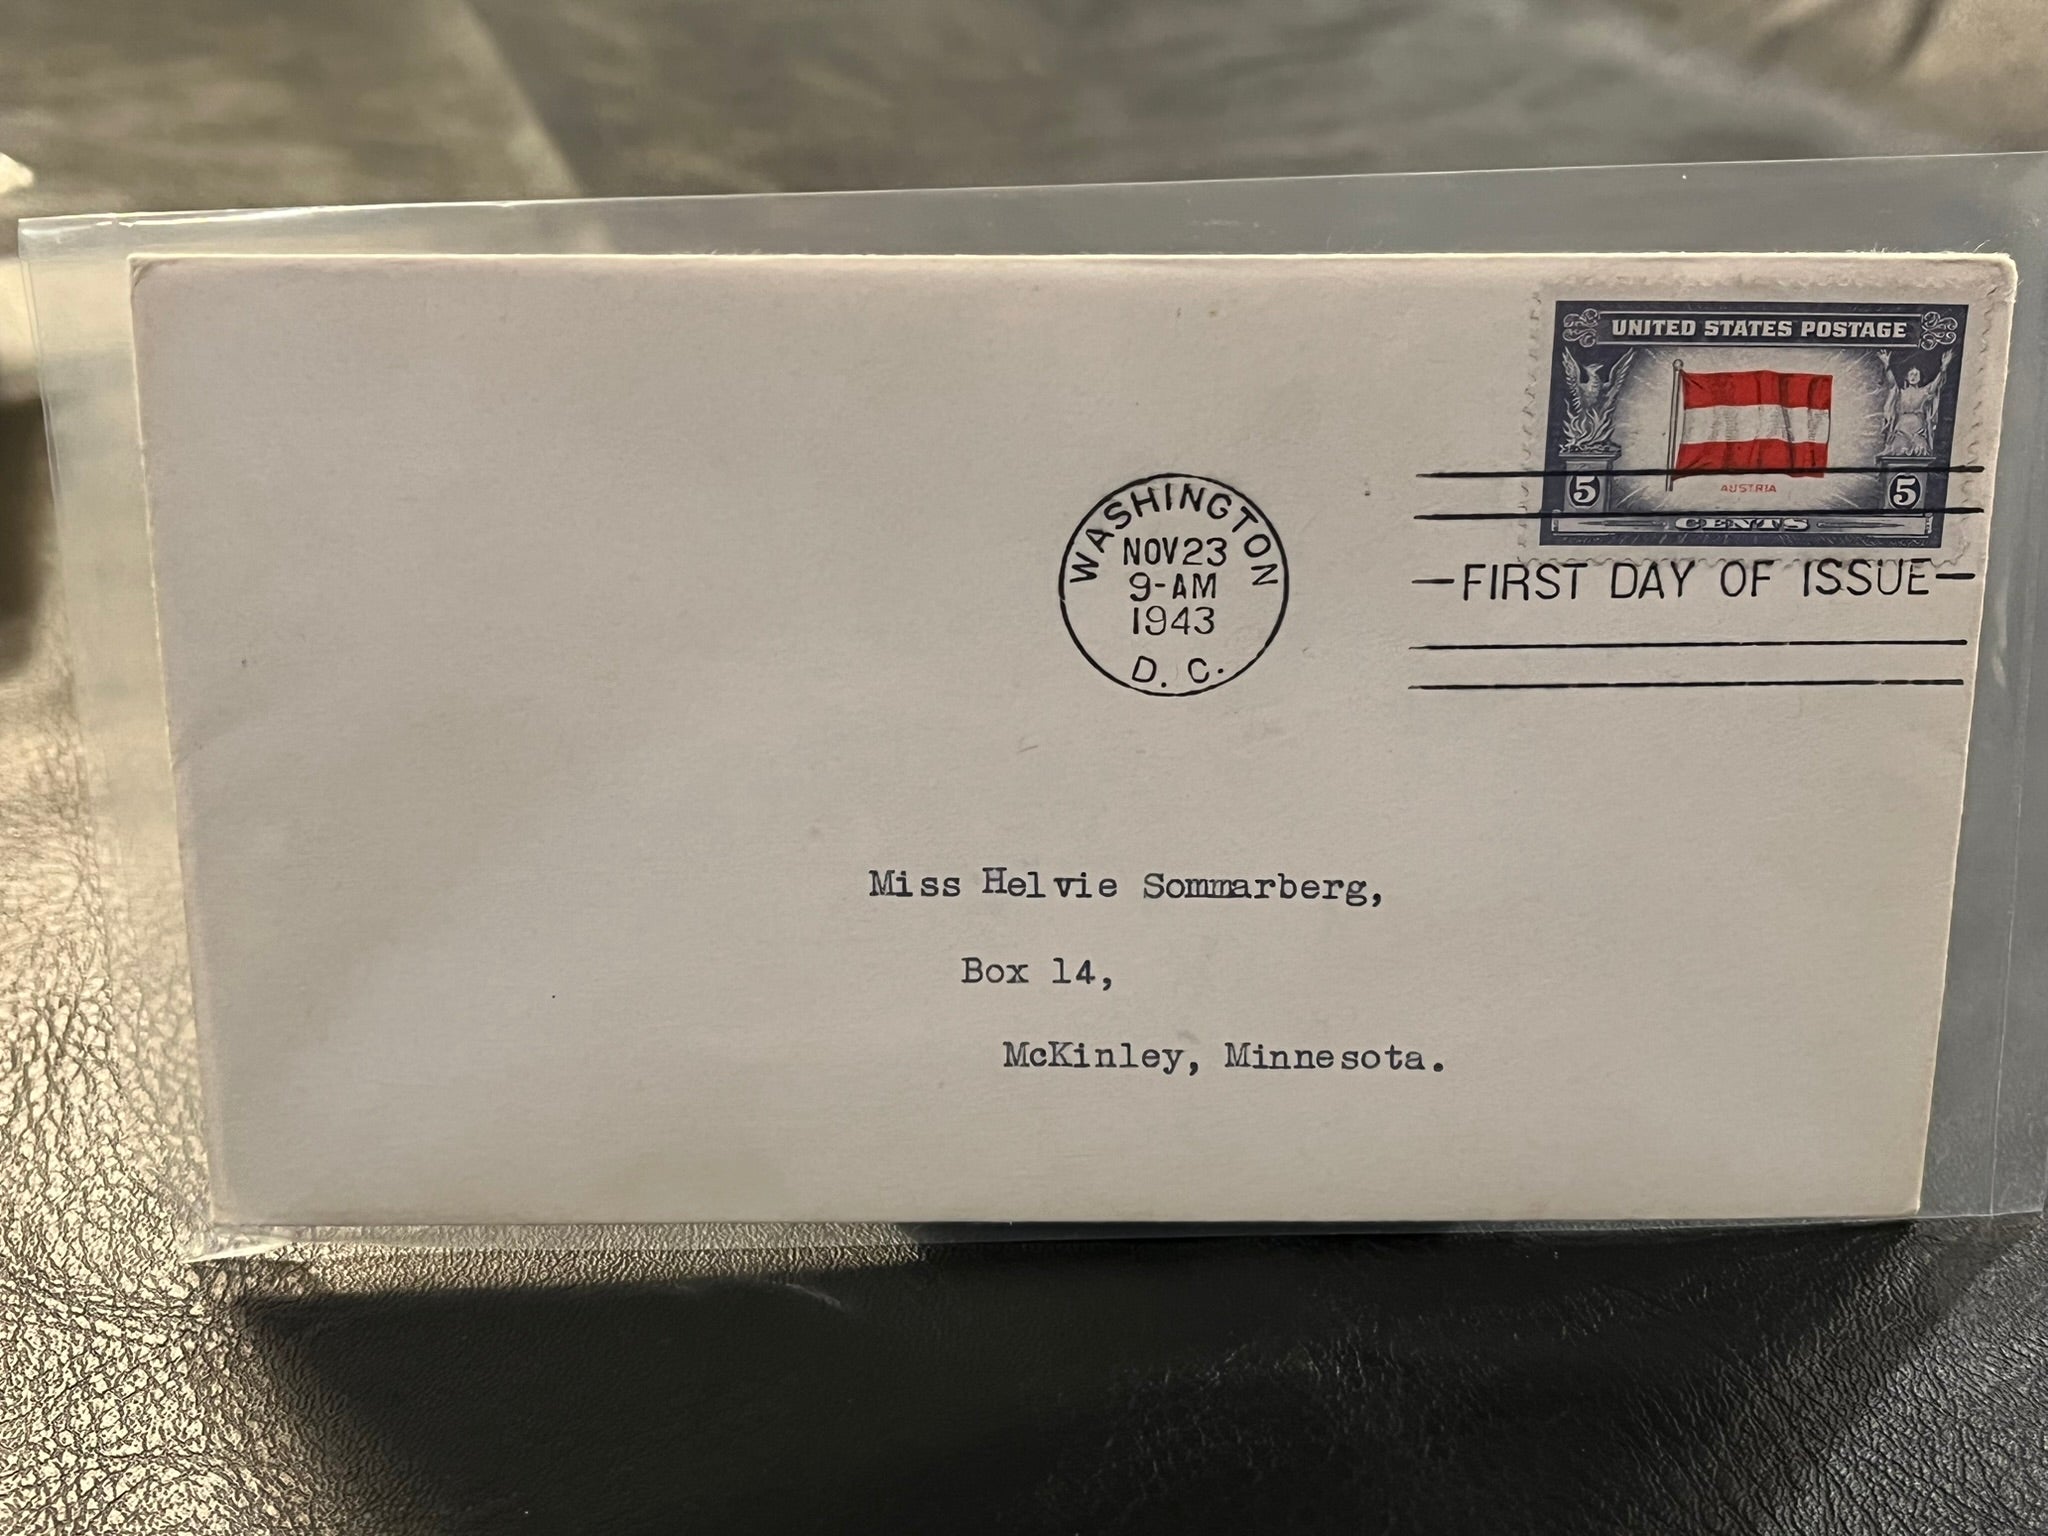 UNITED STATES POSTAGE
AUSTRIA
5 5
CENTS
WASHINGTON
NOV 23
9-AM
1943
D. C.
FIRST DAY OF ISSUE
Miss Helvie Sommarberg,
Box 14,
McKinley, Minnesota.